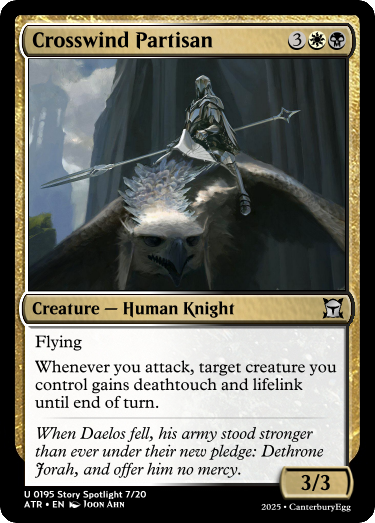 Crosswind Partisan 3
Creature — Human Knight
Flying
Whenever you attack, target creature you
control gains deathtouch and lifelink
until end of turn.
When Daelos fell, his army stood stronger
than ever under their new pledge: Dethrone
Jorah, and offer him no mercy.
3/3
U 0195 Story Spotlight 7/20
ATR • EN Joon Ahn
2025 • CanterburyEgg